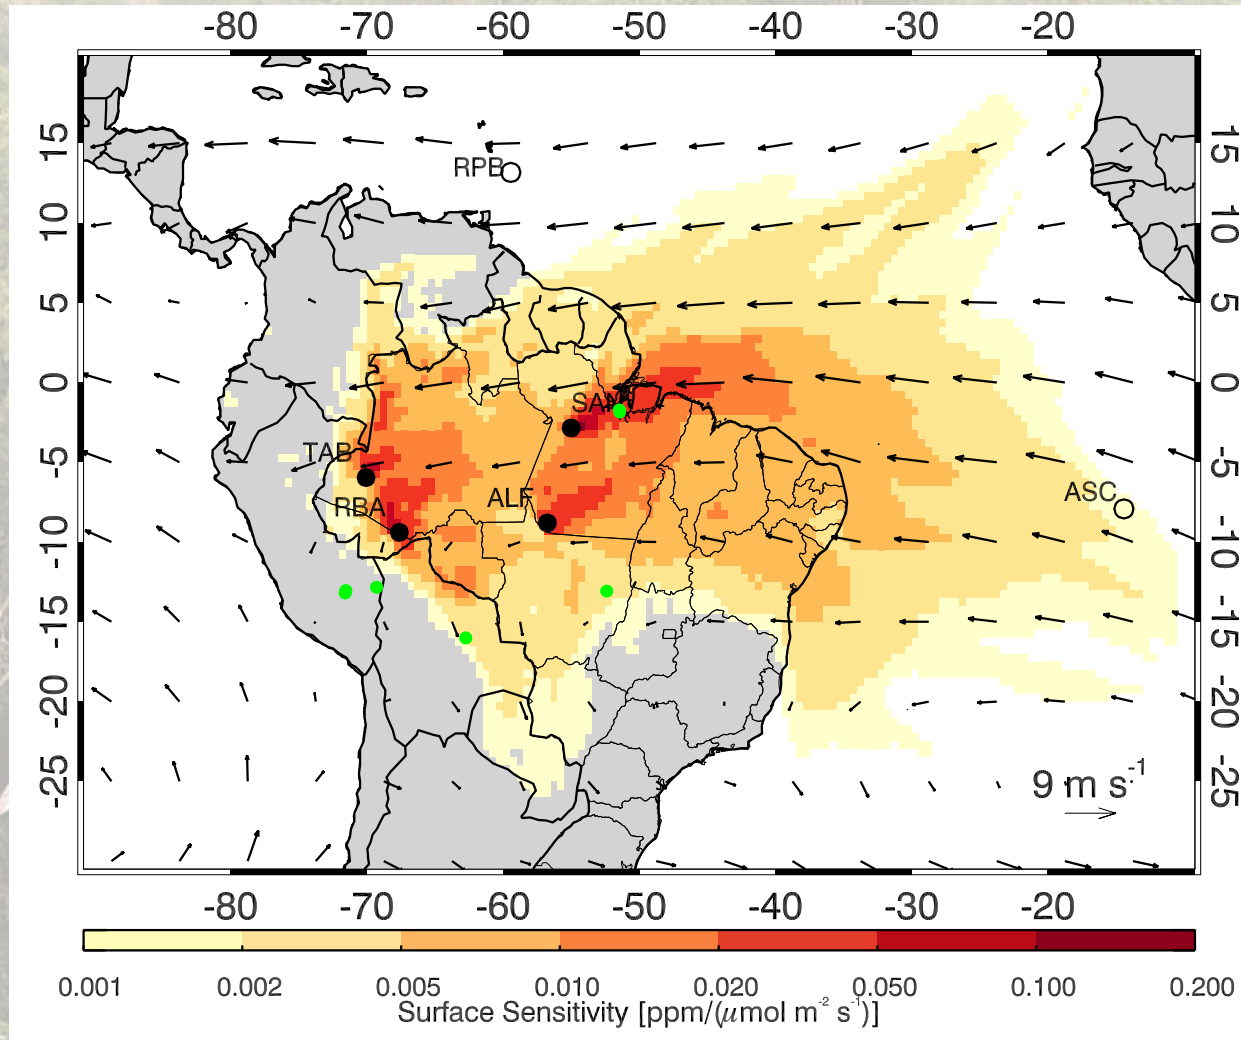 -80 -70 -60 -50 -40 -30 -20
15 15
RPB
10 10
5 5
0 0
SAN
TAB
-5 -5
RBA ALF ASC
-10 -10
-15 -15
-20 -20
-25 -25
9 m s⁻¹
-80 -70 -60 -50 -40 -30 -20
0.001 0.002 0.005 0.010 0.020 0.050 0.100 0.200
Surface Sensitivity [ppm/(μmol m⁻² s⁻¹)]